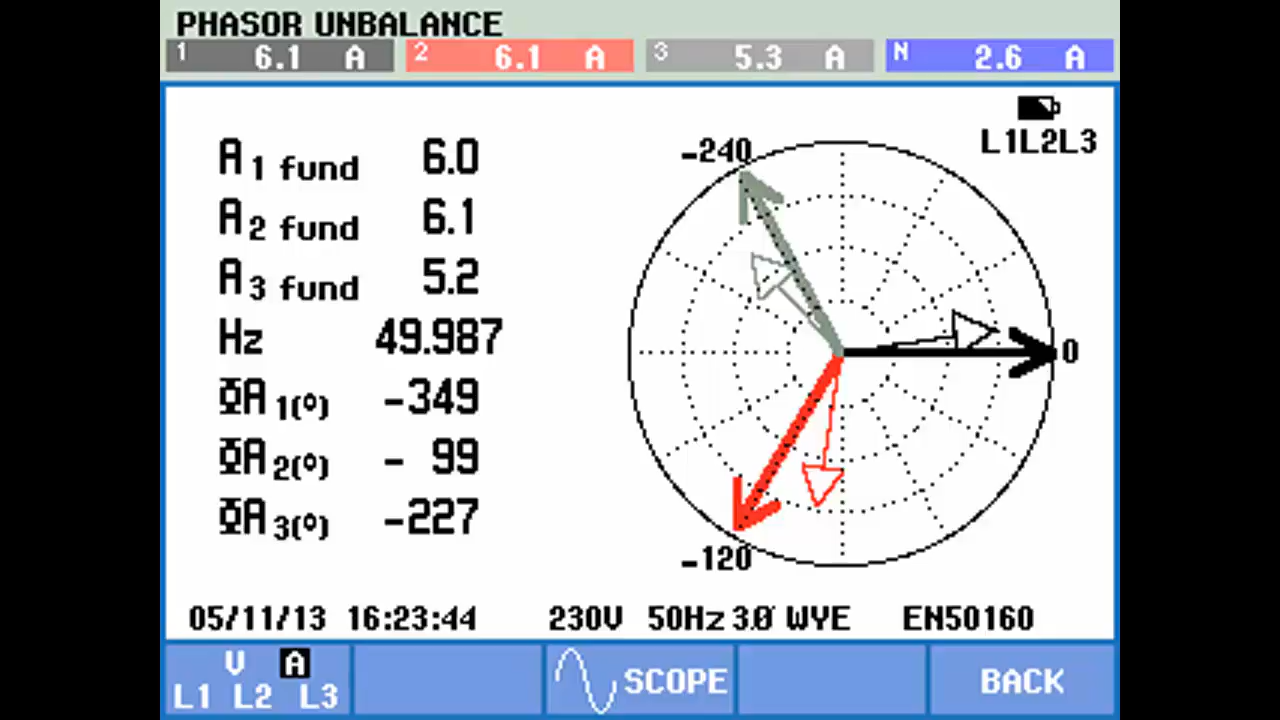 PHASOR UNBALANCE
1 6.1 A 2 6.1 A 3 5.3 A N 2.6 A
L1L2L3
-240
A1 fund 6.0
A2 fund 6.1
A3 fund 5.2
Hz 49.987
0
ΦA1(º) -349
ΦA2(º) - 99
ΦA3(º) -227
-120
05/11/13 16:23:44 230V 50Hz 3.0 WYE EN50160
V A
L1 L2 L3
SCOPE
BACK